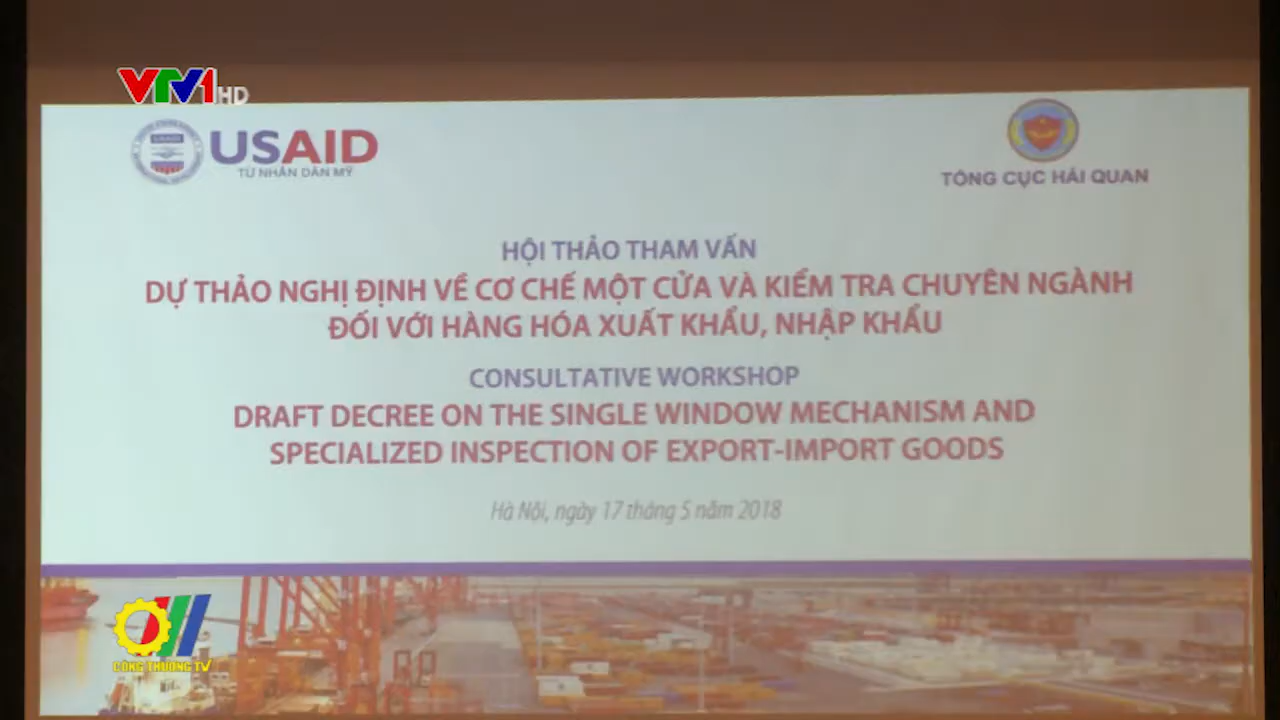 VTV1 HD
USAID
TỪ NHÂN DÂN MỸ
TỔNG CỤC HẢI QUAN
HỘI THẢO THAM VẤN
DỰ THẢO NGHỊ ĐỊNH VỀ CƠ CHẾ MỘT CỬA VÀ KIỂM TRA CHUYÊN NGÀNH
ĐỐI VỚI HÀNG HÓA XUẤT KHẨU, NHẬP KHẨU
CONSULTATIVE WORKSHOP
DRAFT DECREE ON THE SINGLE WINDOW MECHANISM AND
SPECIALIZED INSPECTION OF EXPORT-IMPORT GOODS
Hà Nội, ngày 17 tháng 5 năm 2018
CÔNG THƯƠNG TV